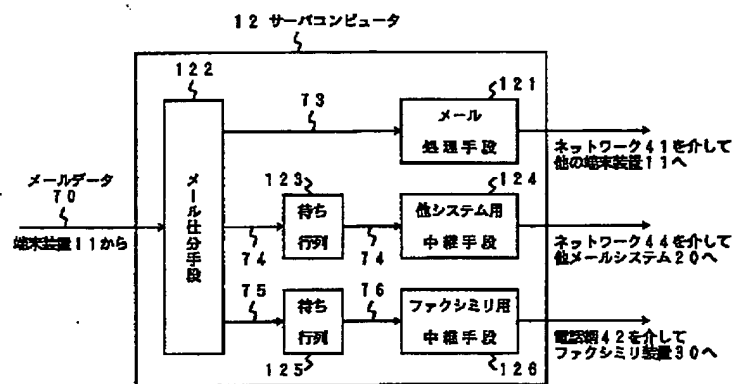 12 サーバコンピュータ
122
121
73
メール
処理手段
ネットワーク41を介して
他の端末装置11へ
メールデータ
70
端末装置11から
メール仕分手段
123
124
待ち
行列
他システム用
中継手段
74
74
ネットワーク44を介して
他メールシステム20へ
75
76
待ち
行列
ファクシミリ用
中継手段
電話網42を介して
ファクシミリ装置30へ
125
126